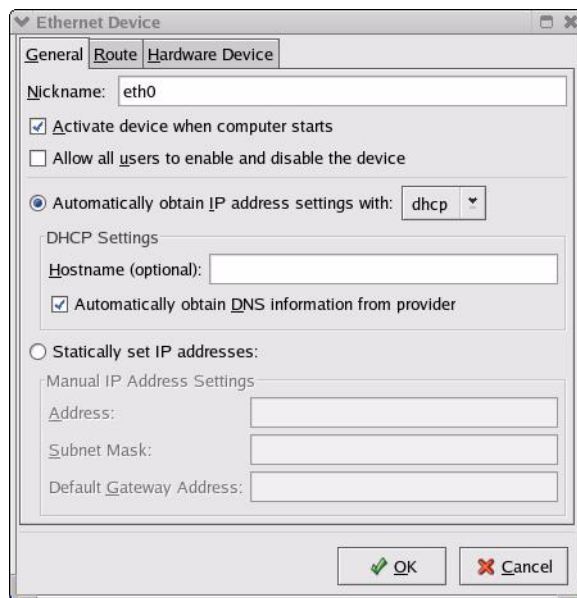 Ethernet Device
General Route Hardware Device
Nickname: eth0
Activate device when computer starts
Allow all users to enable and disable the device
Automatically obtain IP address settings with: dhcp
DHCP Settings
Hostname (optional):
Automatically obtain DNS information from provider
Statically set IP addresses:
Manual IP Address Settings
Address:
Subnet Mask:
Default Gateway Address:
OK Cancel